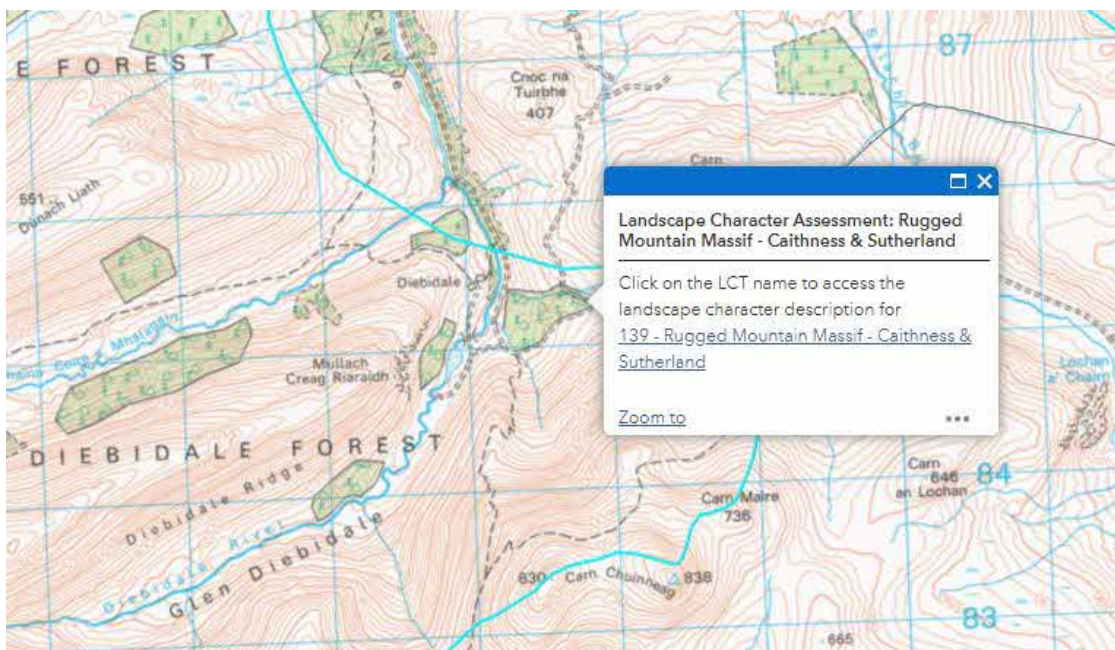 E FOREST
Calvie
Cnoc na
Tuirbhe
407
87
Carn
551
Dùnach Liath
Diebidale
Mullach
Creag Riaraidh
DIEBIDALE FOREST
Diebidale Ridge
Diebidale River
Glen Diebidale
Landscape Character Assessment: Rugged
Mountain Massif - Caithness & Sutherland
Click on the LCT name to access the
landscape character description for
139 - Rugged Mountain Massif - Caithness &
Sutherland
Zoom to
•••
Lochan
a' Chairn
Carn
646
an Lochan
84
Carn Maire
736
830
Carn Chuinneag
838
83
665